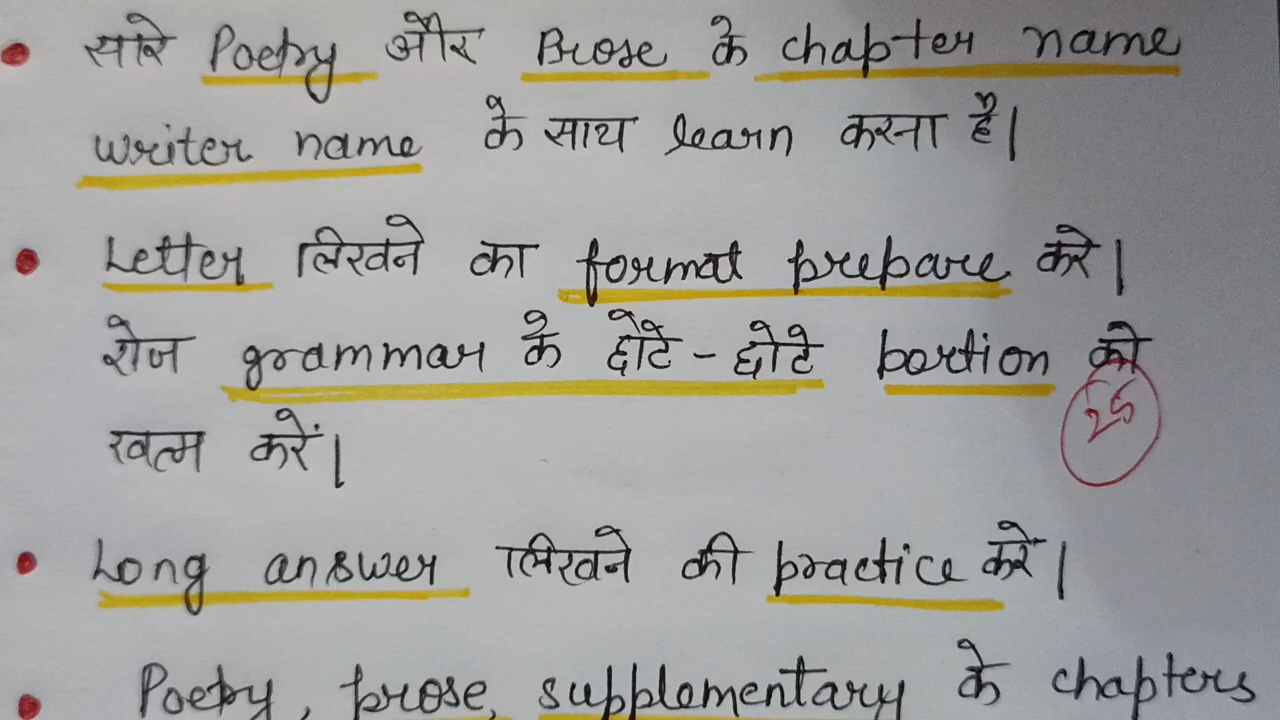 सारे Poetry और Prose के chapter name
writer name के साथ learn करना है।
Letter लिखने का format prepare करे।
रोज grammar के छोटे-छोटे portion को
25
खत्म करें।
Long answer लिखने की practice करें।
Poetry, prose, supplementary के chapters